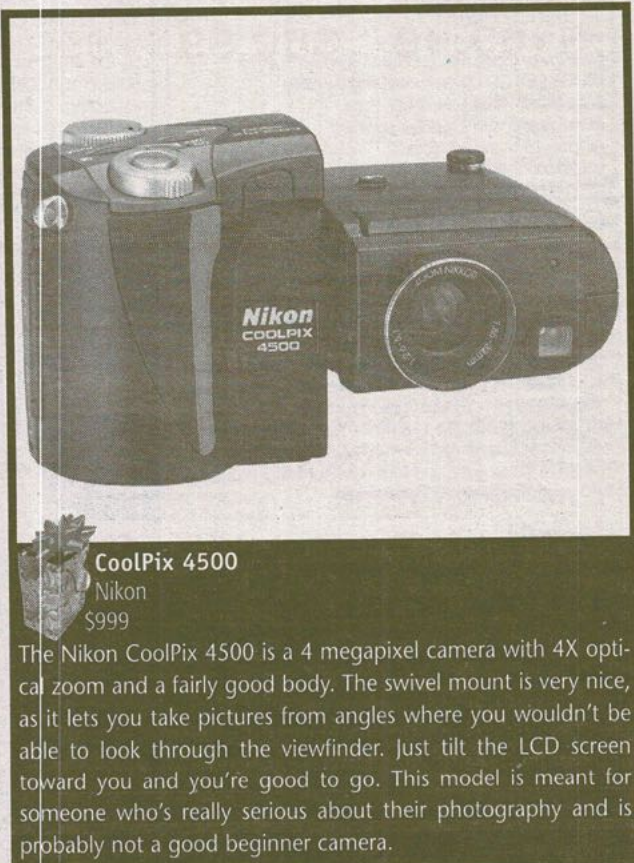 ZOOM NIKKOR
Nikon
COOLPIX
4500
CoolPix 4500
Nikon
$999
The Nikon CoolPix 4500 is a 4 megapixel camera with 4X opti-
cal zoom and a fairly good body. The swivel mount is very nice,
as it lets you take pictures from angles where you wouldn't be
able to look through the viewfinder. Just tilt the LCD screen
toward you and you're good to go. This model is meant for
someone who's really serious about their photography and is
probably not a good beginner camera.